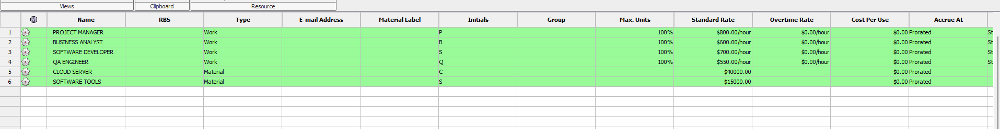 Views Clipboard Resource
Name RBS Type E-mail Address Material Label Initials Group Max. Units Standard Rate Overtime Rate Cost Per Use Accrue At
1 PROJECT MANAGER Work P 100% $800.00/hour $0.00/hour $0.00 Prorated St
2 BUSINESS ANALYST Work B 100% $600.00/hour $0.00/hour $0.00 Prorated St
3 SOFTWARE DEVELOPER Work S 100% $700.00/hour $0.00/hour $0.00 Prorated St
4 QA ENGINEER Work Q 100% $550.00/hour $0.00/hour $0.00 Prorated St
5 CLOUD SERVER Material C $40000.00 $0.00 Prorated
6 SOFTWARE TOOLS Material S $15000.00 $0.00 Prorated